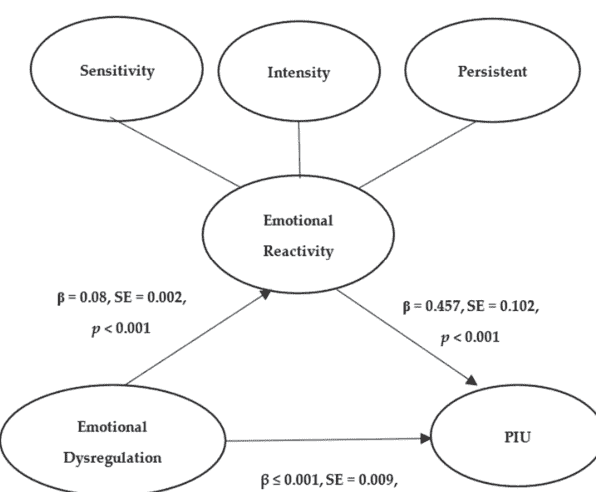 Sensitivity
Intensity
Persistent
Emotional
Reactivity
β = 0.08, SE = 0.002,
p < 0.001
β = 0.457, SE = 0.102,
p < 0.001
Emotional
Dysregulation
PIU
β ≤ 0.001, SE = 0.009,